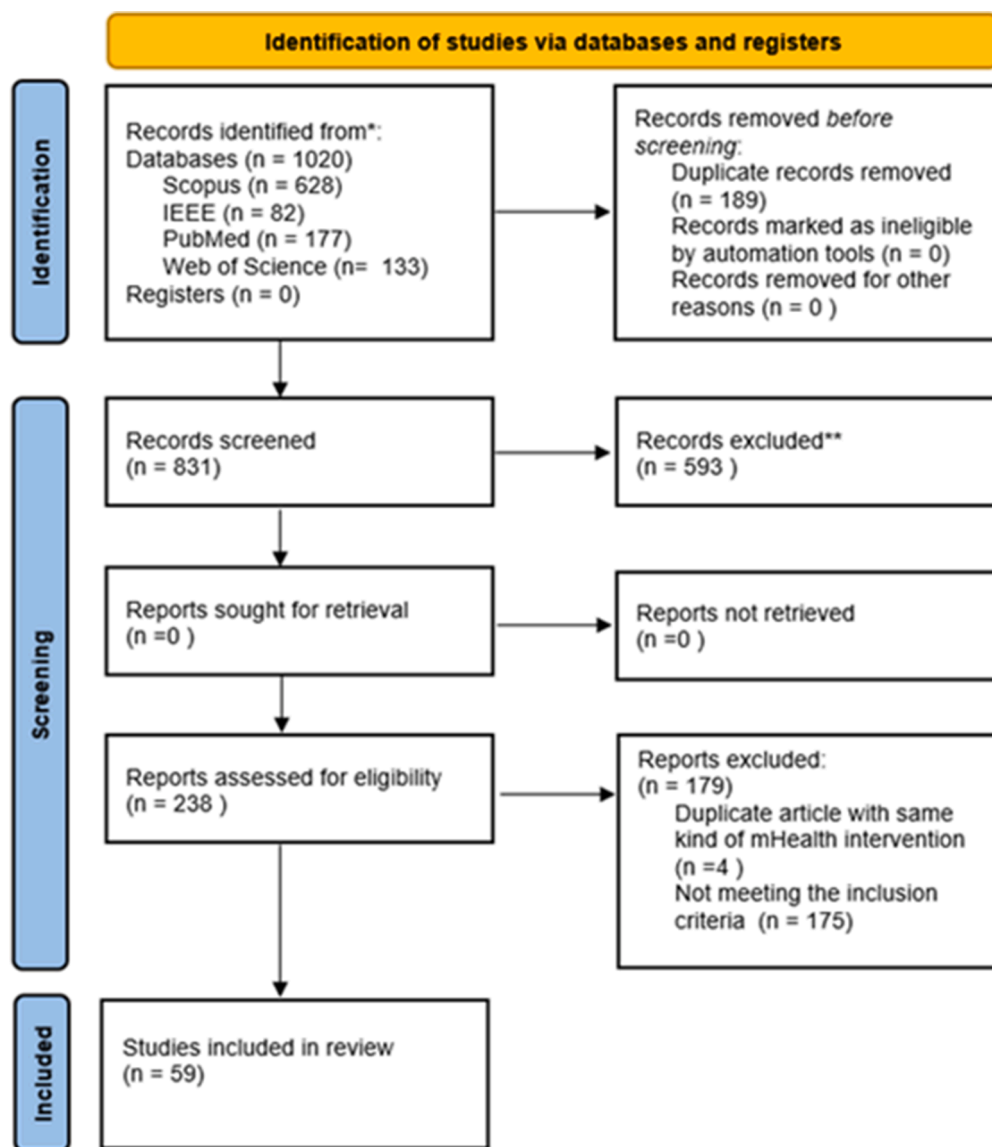 Identification of studies via databases and registers
Identification
Records identified from*:
Databases (n = 1020)
Scopus (n = 628)
IEEE (n = 82)
PubMed (n = 177)
Web of Science (n=  133)
Registers (n = 0)
Records removed before
screening:
Duplicate records removed
(n = 189)
Records marked as ineligible
by automation tools (n = 0)
Records removed for other
reasons (n = 0 )
Screening
Records screened
(n = 831)
Records excluded**
(n = 593 )
Reports sought for retrieval
(n =0 )
Reports not retrieved
(n =0 )
Reports assessed for eligibility
(n = 238 )
Reports excluded:
(n = 179)
Duplicate article with same
kind of mHealth intervention
(n =4 )
Not meeting the inclusion
criteria  (n = 175)
Included
Studies included in review
(n = 59)